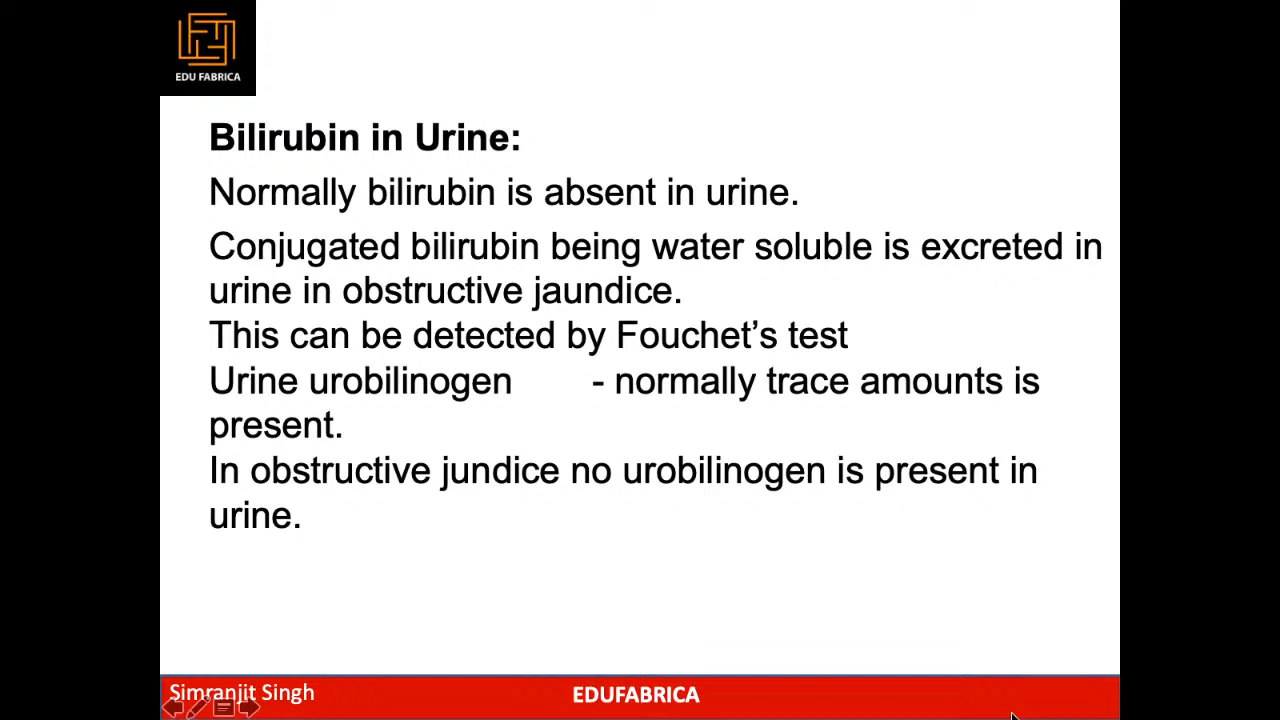 EDU FABRICA
Bilirubin in Urine:
Normally bilirubin is absent in urine.
Conjugated bilirubin being water soluble is excreted in
urine in obstructive jaundice.
This can be detected by Fouchet’s test
Urine urobilinogen - normally trace amounts is
present.
In obstructive jundice no urobilinogen is present in
urine.
Simranjit Singh
EDUFABRICA